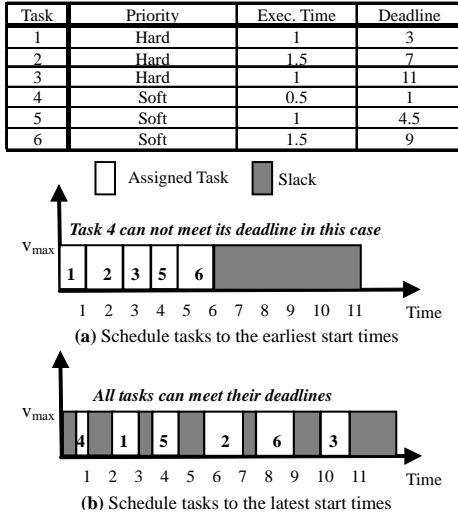 Task Priority Exec. Time Deadline
1 Hard 1 3
2 Hard 1.5 7
3 Hard 1 11
4 Soft 0.5 1
5 Soft 1 4.5
6 Soft 1.5 9
Assigned Task Slack
Task 4 can not meet its deadline in this case
vmax
1 2 3 5 6
1 2 3 4 5 6 7 8 9 10 11 Time
(a) Schedule tasks to the earliest start times
All tasks can meet their deadlines
vmax
4 1 5 2 6 3
1 2 3 4 5 6 7 8 9 10 11 Time
(b) Schedule tasks to the latest start times